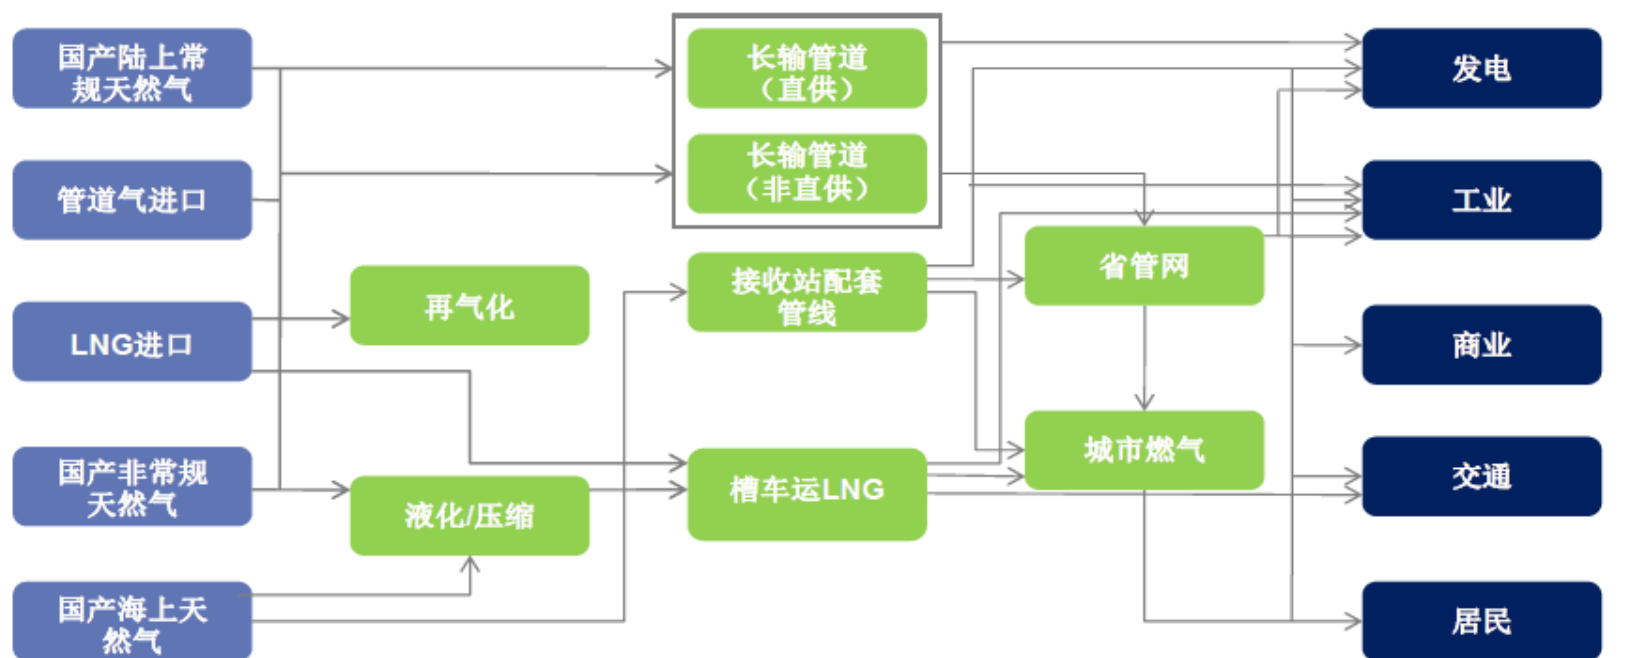 国产陆上常
规天然气
管道气进口
LNG进口
国产非常规
天然气
国产海上天
然气
再气化
液化/压缩
长输管道
（直供）
长输管道
（非直供）
接收站配套
管线
槽车运LNG
省管网
城市燃气
发电
工业
商业
交通
居民